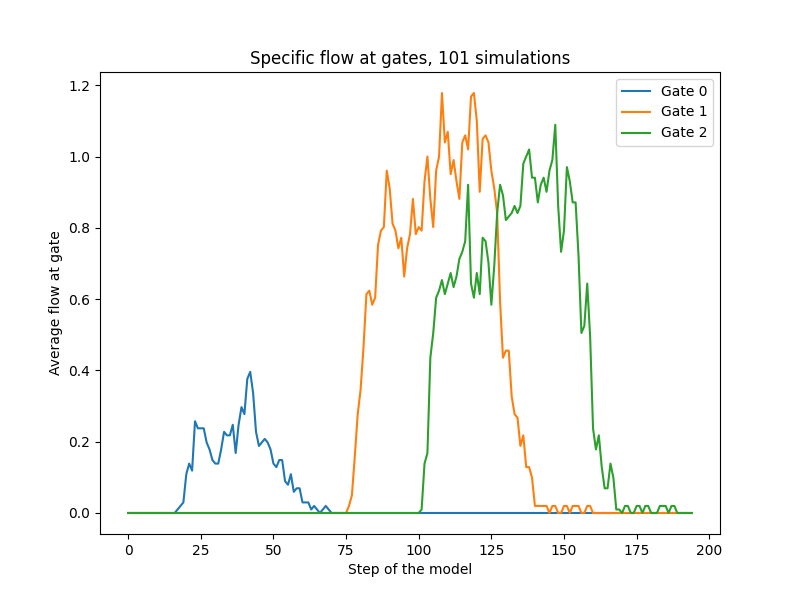 Specific flow at gates, 101 simulations
Gate 0
Gate 1
Gate 2
Average flow at gate
1.2
1.0
0.8
0.6
0.4
0.2
0.0
0 25 50 75 100 125 150 175 200
Step of the model